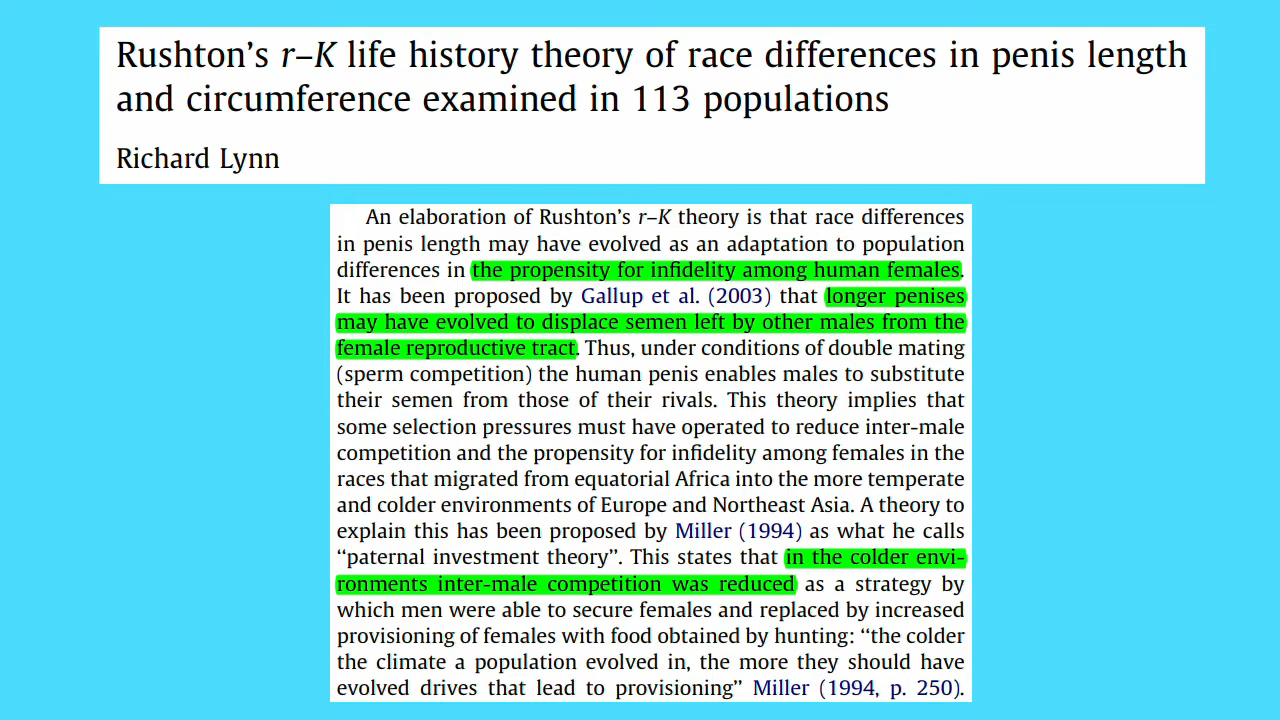 Rushton's r–K life history theory of race differences in penis length
and circumference examined in 113 populations
Richard Lynn
An elaboration of Rushton's r–K theory is that race differences
in penis length may have evolved as an adaptation to population
differences in the propensity for infidelity among human females.
It has been proposed by Gallup et al. (2003) that longer penises
may have evolved to displace semen left by other males from the
female reproductive tract. Thus, under conditions of double mating
(sperm competition) the human penis enables males to substitute
their semen from those of their rivals. This theory implies that
some selection pressures must have operated to reduce inter-male
competition and the propensity for infidelity among females in the
races that migrated from equatorial Africa into the more temperate
and colder environments of Europe and Northeast Asia. A theory to
explain this has been proposed by Miller (1994) as what he calls
‘‘paternal investment theory’’. This states that in the colder envi-
ronments inter-male competition was reduced as a strategy by
which men were able to secure females and replaced by increased
provisioning of females with food obtained by hunting: ‘‘the colder
the climate a population evolved in, the more they should have
evolved drives that lead to provisioning’’ Miller (1994, p. 250).